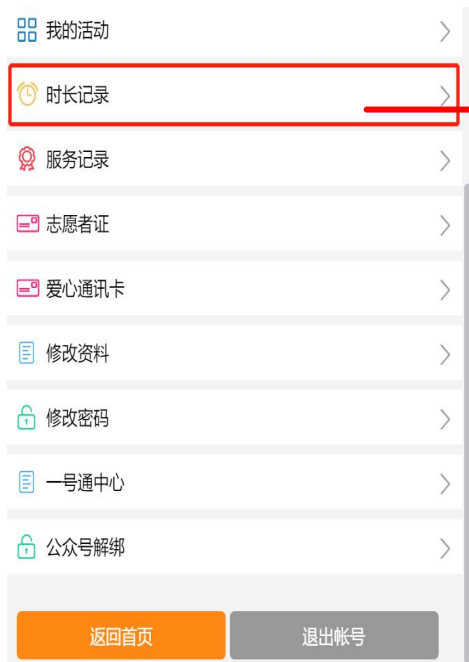 我的活动
时长记录
服务记录
志愿者证
爱心通讯卡
修改资料
修改密码
一号通中心
公众号解绑
返回首页
退出帐号